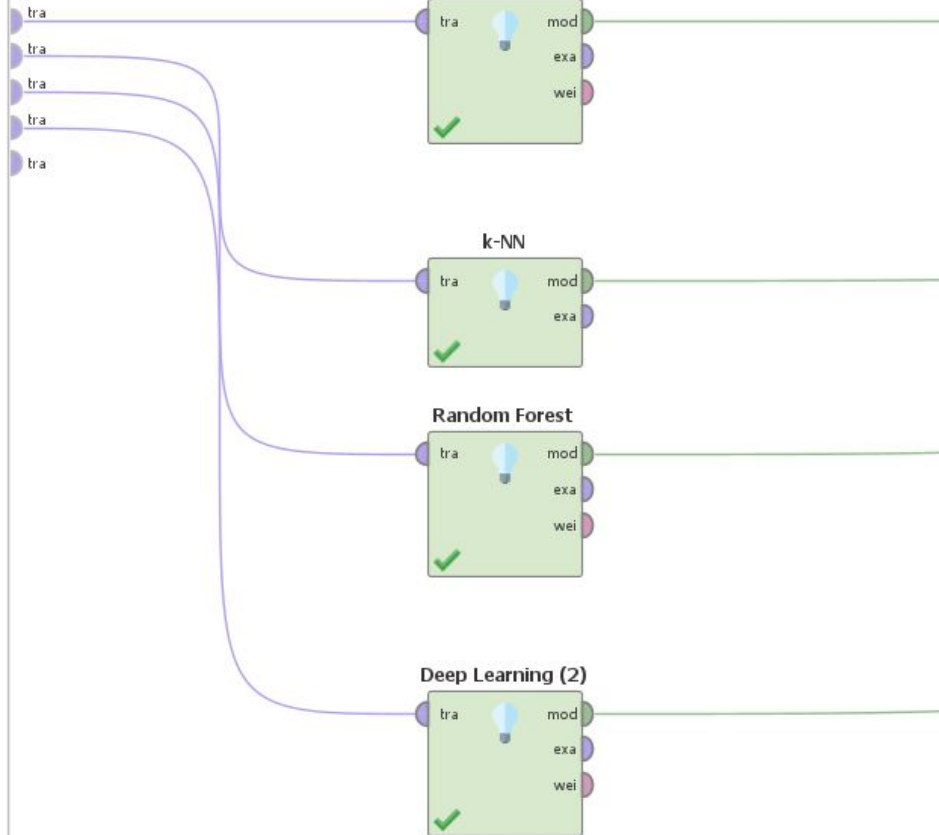 tra
tra
tra
tra
tra
tra mod
exa
wei
k-NN
tra mod
exa
Random Forest
tra mod
exa
wei
Deep Learning (2)
tra mod
exa
wei